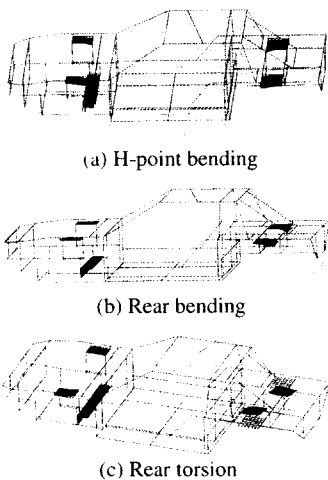 (a) H-point bending
(b) Rear bending
(c) Rear torsion